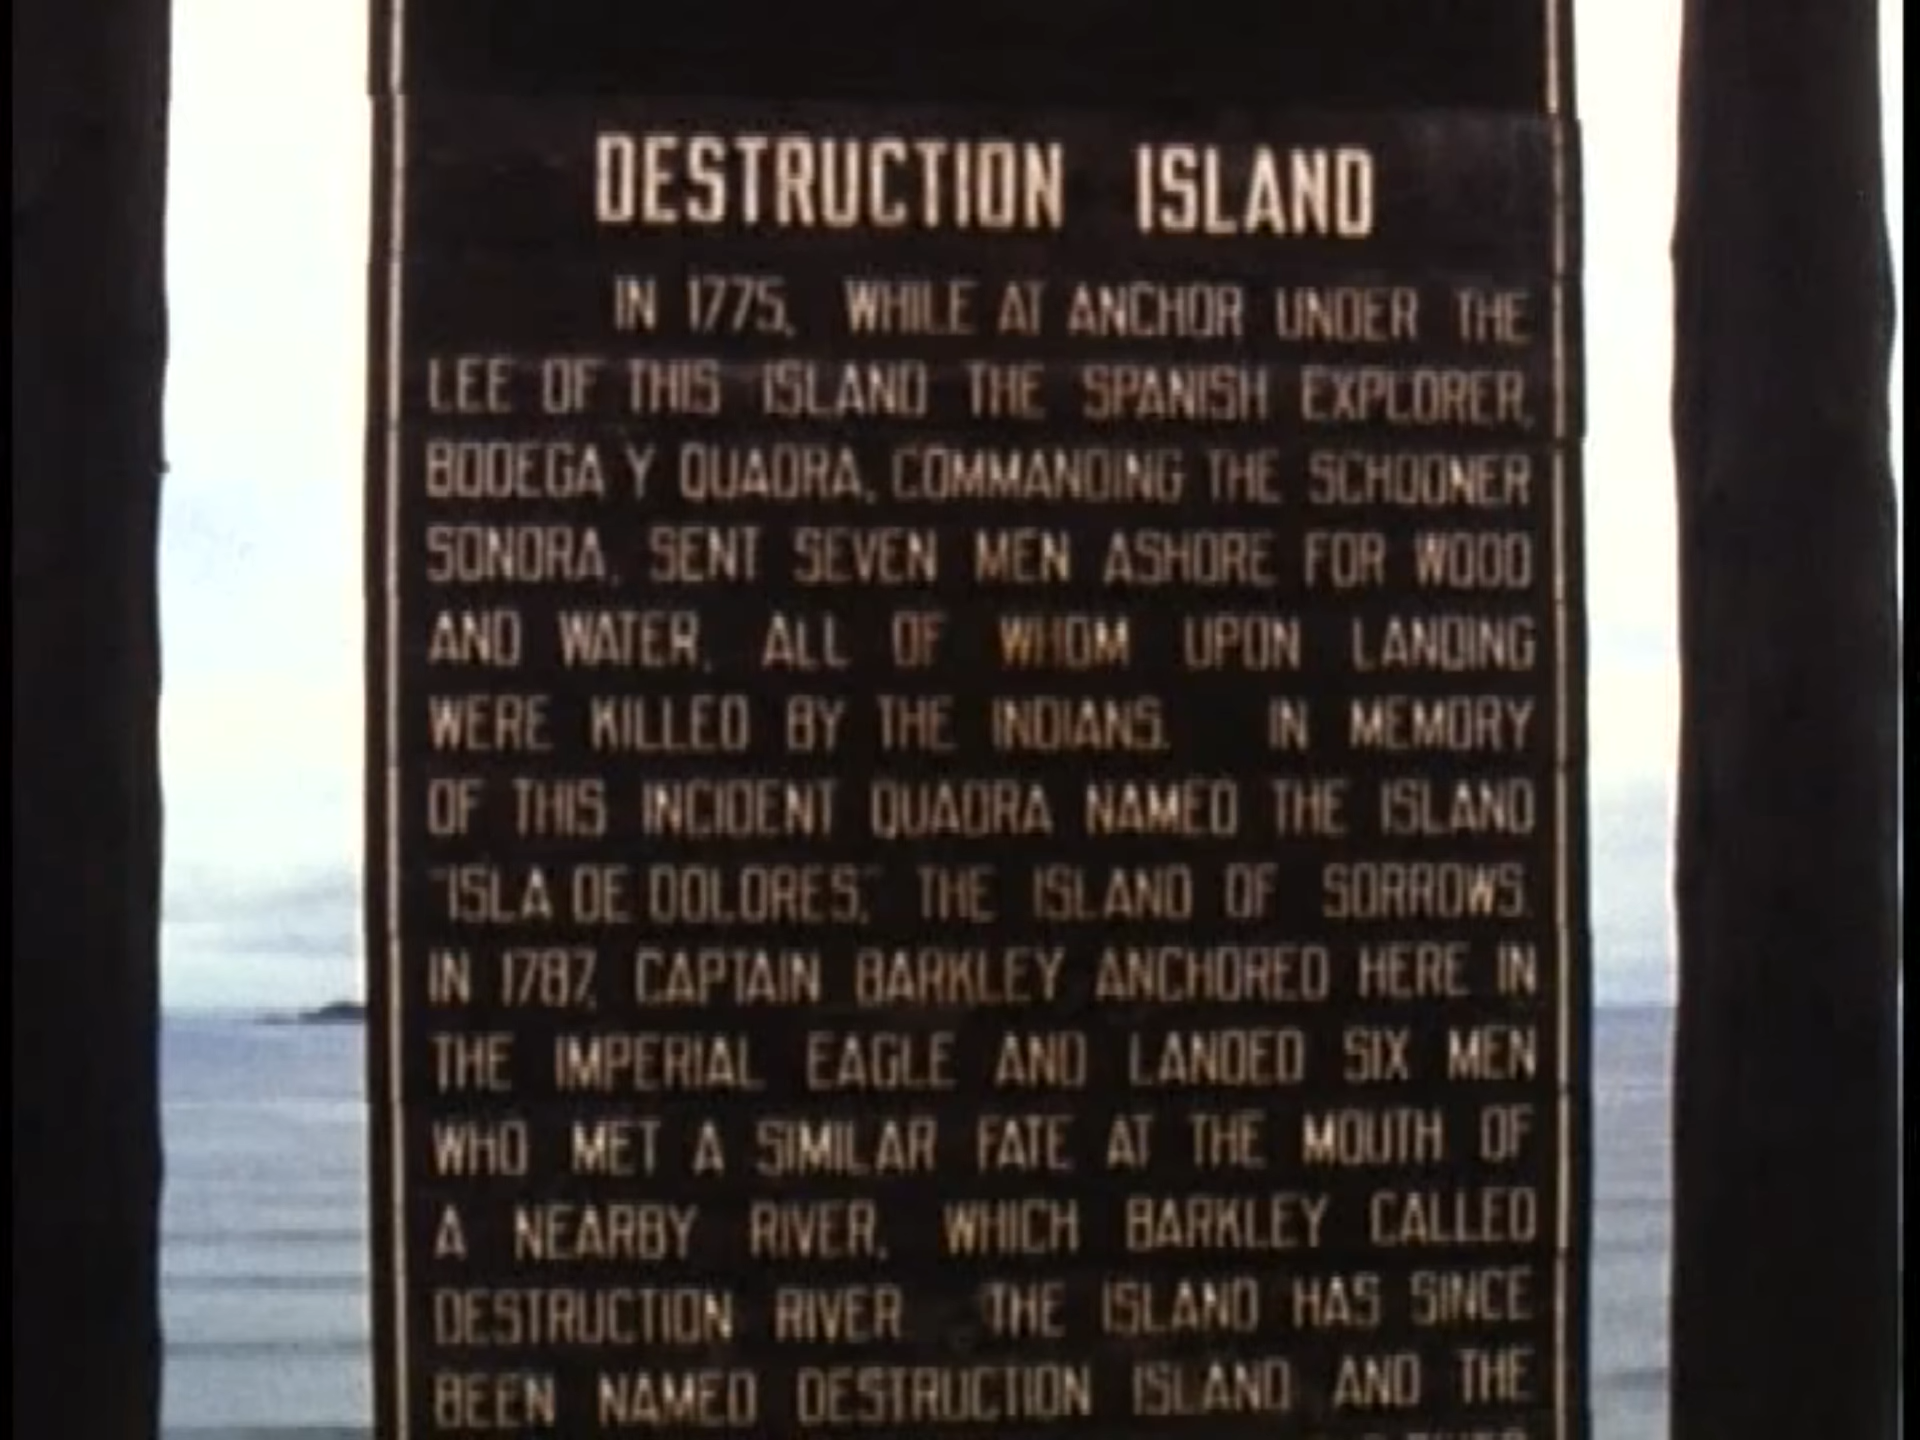 DESTRUCTION ISLAND
IN 1775, WHILE AT ANCHOR UNDER THE
LEE OF THIS ISLAND THE SPANISH EXPLORER,
BODEGA Y QUADRA, COMMANDING THE SCHOONER
SONORA, SENT SEVEN MEN ASHORE FOR WOOD
AND WATER, ALL OF WHOM UPON LANDING
WERE KILLED BY THE INDIANS. IN MEMORY
OF THIS INCIDENT QUADRA NAMED THE ISLAND
"ISLA DE DOLORES," THE ISLAND OF SORROWS.
IN 1787, CAPTAIN BARKLEY ANCHORED HERE IN
THE IMPERIAL EAGLE AND LANDED SIX MEN
WHO MET A SIMILAR FATE AT THE MOUTH OF
A NEARBY RIVER, WHICH BARKLEY CALLED
DESTRUCTION RIVER THE ISLAND HAS SINCE
BEEN NAMED DESTRUCTION ISLAND AND THE